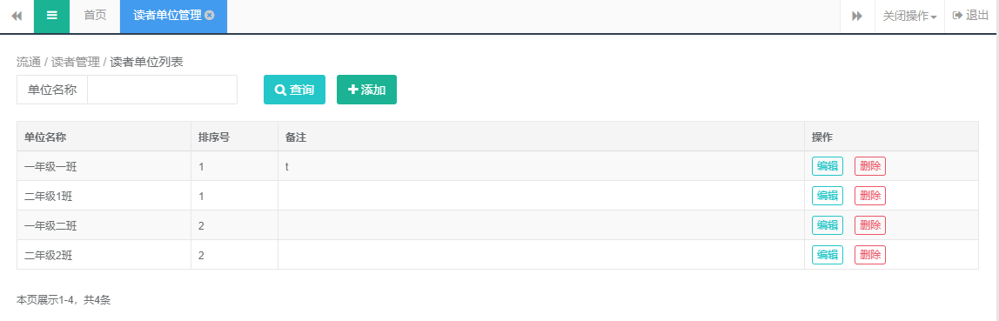 首页 读者单位管理 关闭操作 退出
流通 / 读者管理 / 读者单位列表
单位名称 查询 添加
单位名称 排序号 备注 操作
一年级一班 1 t 编辑 删除
二年级1班 1 编辑 删除
一年级二班 2 编辑 删除
二年级2班 2 编辑 删除
本页展示1-4，共4条